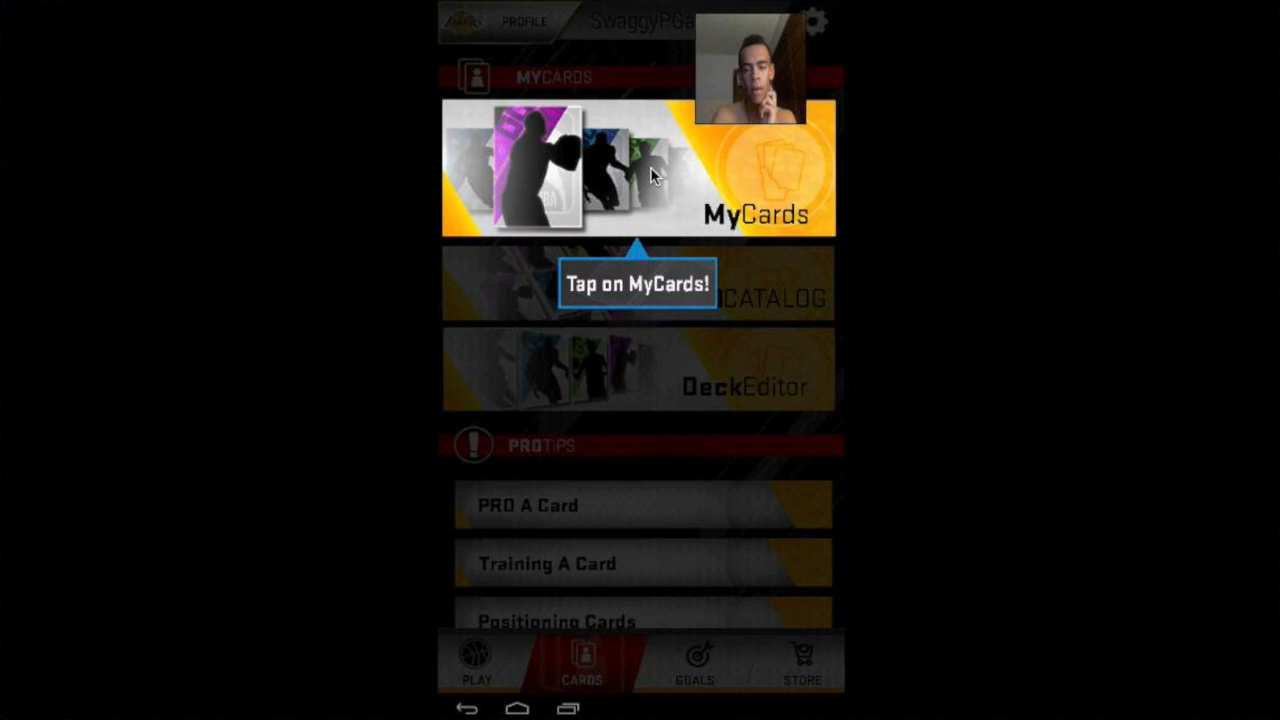 PROFILE
SwaggyPGa
MYCARDS
MyCards
Tap on MyCards!
CATALOG
DeckEditor
PROTIPS
PRO A Card
Training A Card
Positioning Cards
PLAY
CARDS
GOALS
STORE